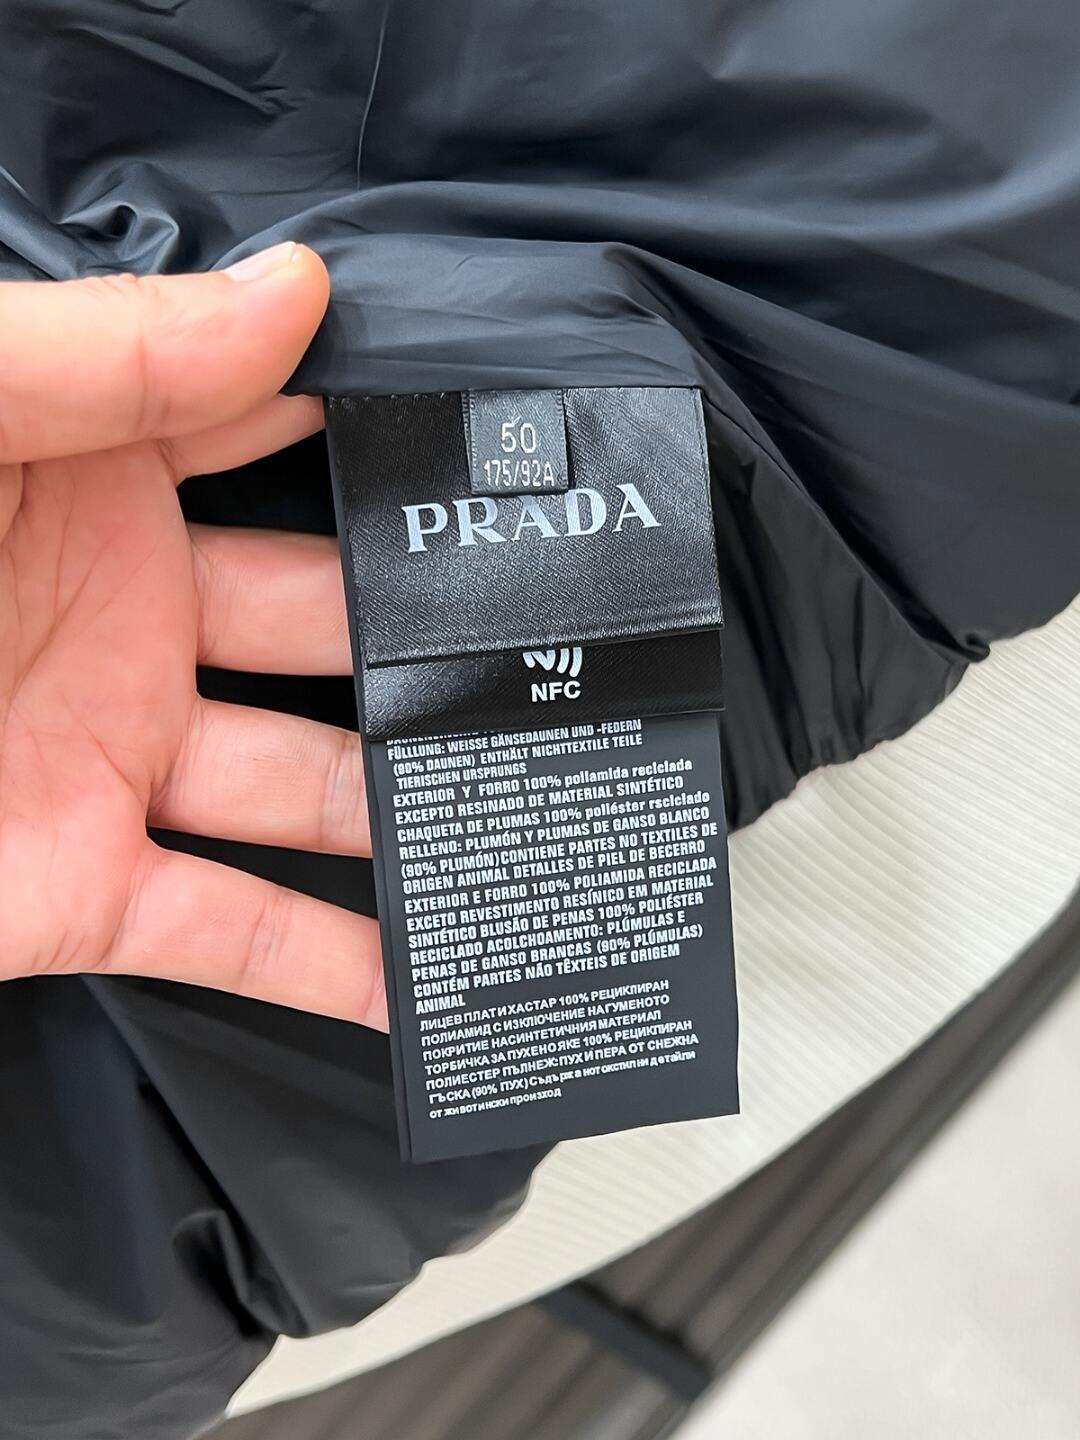 50
175/92A
PRADA
NFC
FÜLLLUNG: WEISSE GÄNSEDAUNEN UND -FEDERN
(90% DAUNEN) ENTHÄLT NICHTTEXTILE TEILE
TIERISCHEN URSPRUNGS
EXTERIOR Y FORRO 100% poliamida reciclada
EXCEPTO RESINADO DE MATERIAL SINTÉTICO
CHAQUETA DE PLUMAS 100% poliéster rsciclado
RELLENO: PLUMÓN Y PLUMAS DE GANSO BLANCO
(90% PLUMÓN)CONTIENE PARTES NO TEXTILES DE
ORIGEN ANIMAL DETALLES DE PIEL DE BECERRO
EXTERIOR E FORRO 100% POLIAMIDA RECICLADA
EXCETO REVESTIMENTO RESÍNICO EM MATERIAL
SINTÉTICO BLUSÃO DE PENAS 100% POLIÉSTER
RECICLADO ACOLCHOAMENTO: PLÚMULAS E
PENAS DE GANSO BRANCAS (90% PLÚMULAS)
CONTÉM PARTES NÃO TÊXTEIS DE ORIGEM
ANIMAL
ЛИЦЕВ ПЛАТ И ХАСТАР 100% РЕЦИКЛИРАН
ПОЛИАМИД С ИЗКЛЮЧЕНИЕ НА ГУМЕНОТО
ПОКРИТИЕ НАСИНТЕТИЧНИЯ МАТЕРИАЛ
ТОРБИЧКА ЗА ПУХЕНО ЯКЕ 100% РЕЦИКЛИРАН
ПОЛИЕСТЕР ПЪЛНЕЖ:ПУХ И ПЕРА ОТ СНЕЖНА
ГЪСКА (90% ПУХ) Съдържа нотокстилни детайли
от животински произход